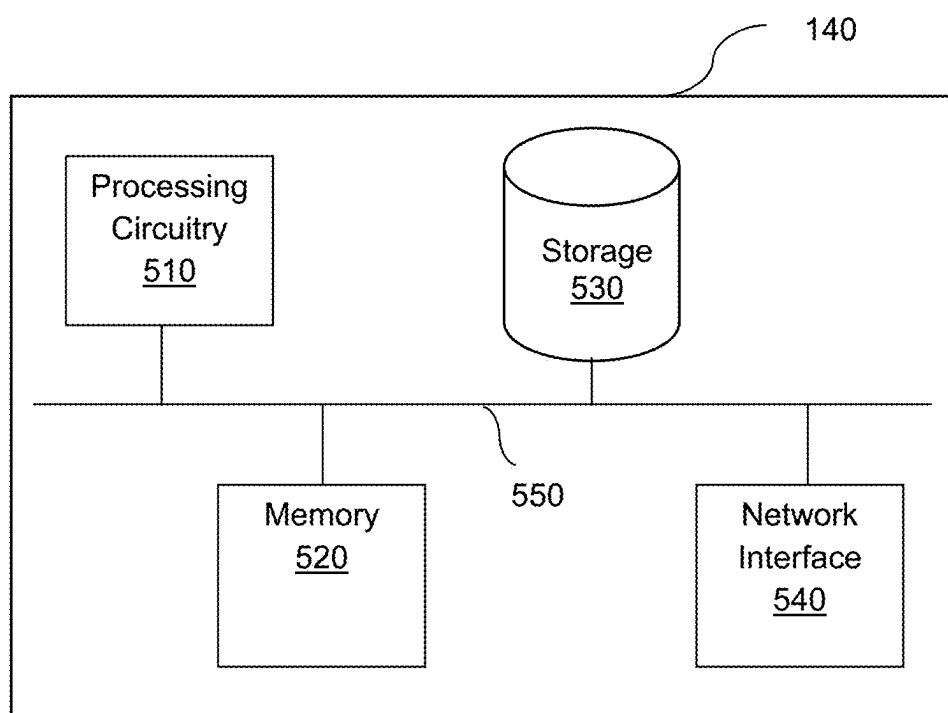 140
Processing
Circuitry
510
Storage
530
550
Memory
520
Network
Interface
540